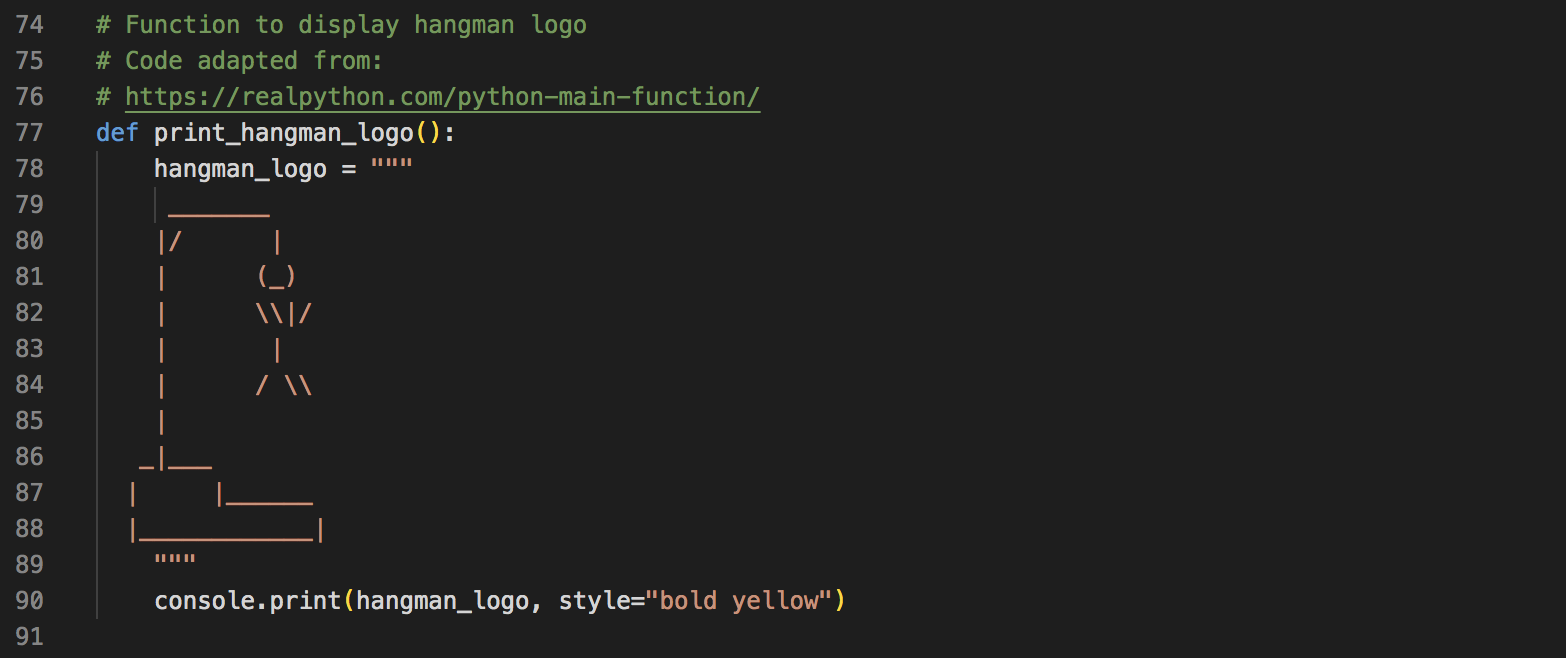 74    # Function to display hangman logo
75    # Code adapted from:
76    # https://realpython.com/python-main-function/
77    def print_hangman_logo():
78        hangman_logo = """
79         _______
80        |/       |
81        |      (_)
82        |      \\|/
83        |       |
84        |      / \\
85        |
86       _|___
87      |     |______
88      |____________|
89        """
90        console.print(hangman_logo, style="bold yellow")
91